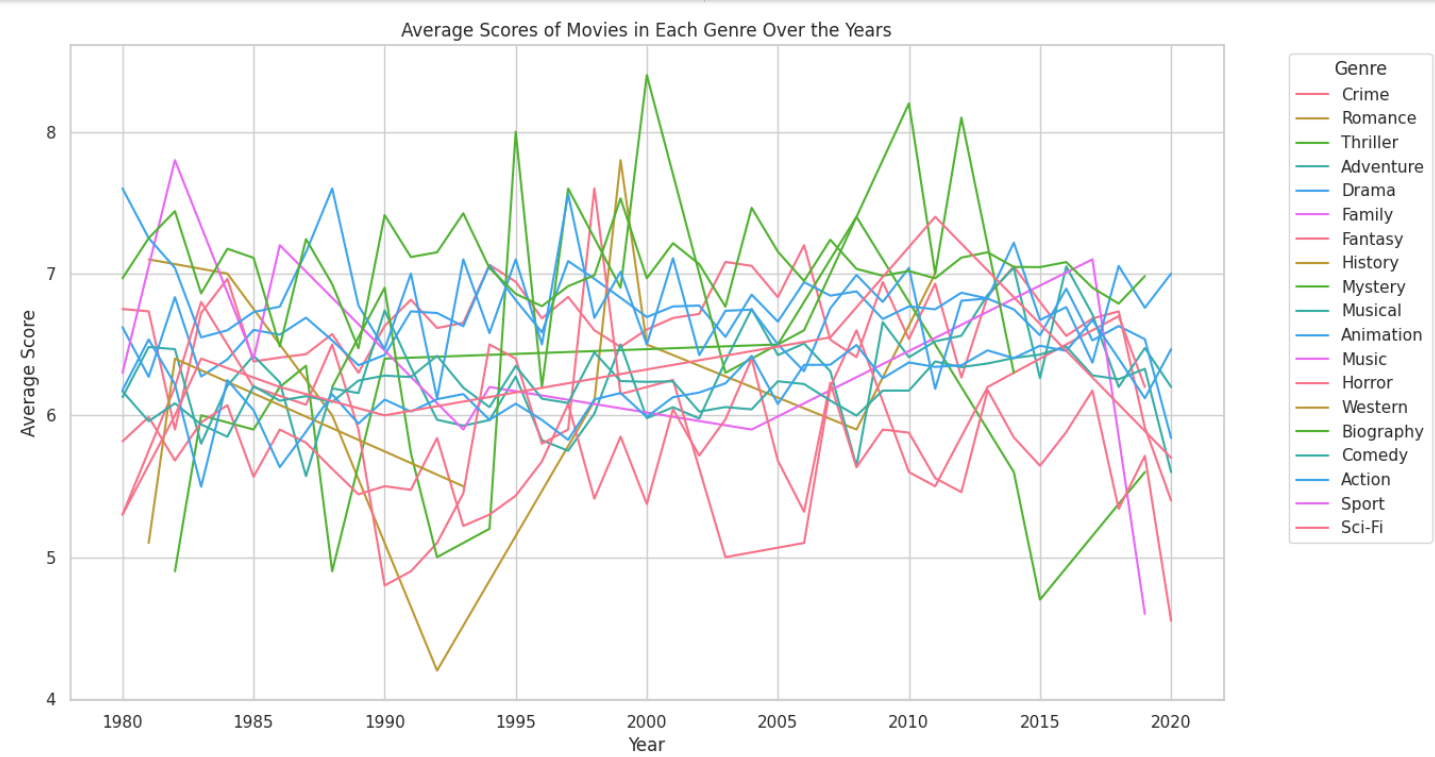 Average Scores of Movies in Each Genre Over the Years
Average Score
8
7
6
5
4
1980 1985 1990 1995 2000 2005 2010 2015 2020
Year
Genre
Crime
Romance
Thriller
Adventure
Drama
Family
Fantasy
History
Mystery
Musical
Animation
Music
Horror
Western
Biography
Comedy
Action
Sport
Sci-Fi